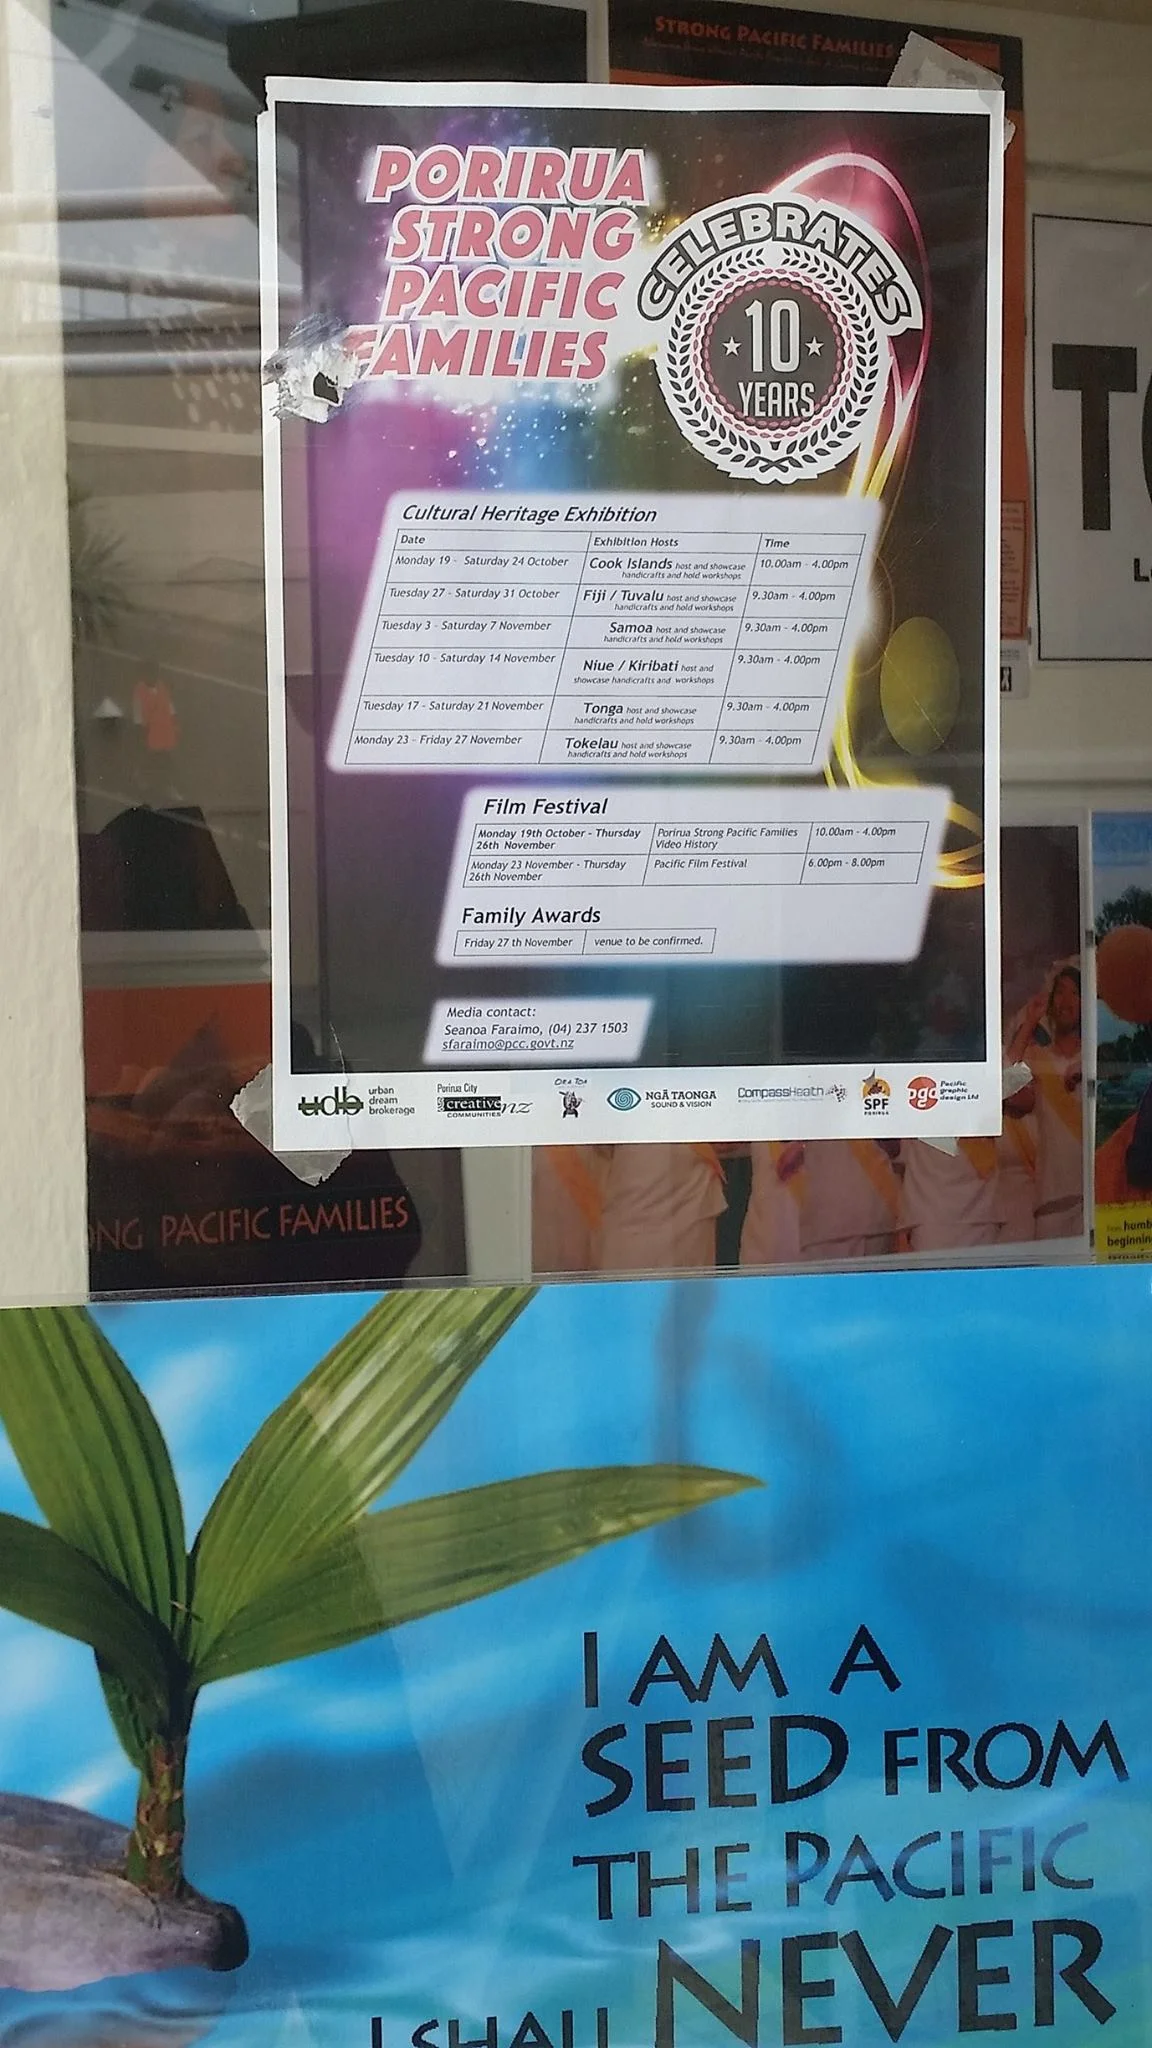 STRONG PACIFIC FAMILIES
PORIRUA
STRONG
PACIFIC
FAMILIES
CELEBRATES
10
YEARS
Cultural Heritage Exhibition
Date Exhibition Hosts Time
Monday 19 - Saturday 24 October Cook Islands host and showcase 10.00am - 4.00pm
handicrafts and hold workshops
Tuesday 27 - Saturday 31 October Fiji / Tuvalu host and showcase 9.30am - 4.00pm
handicrafts and hold workshops
Tuesday 3 - Saturday 7 November Samoa host and showcase 9.30am - 4.00pm
handicrafts and hold workshops
Tuesday 10 - Saturday 14 November Niue / Kiribati host and 9.30am - 4.00pm
showcase handicrafts and workshops
Tuesday 17 - Saturday 21 November Tonga host and showcase 9.30am - 4.00pm
handicrafts and hold workshops
Monday 23 - Friday 27 November Tokelau host and showcase 9.30am - 4.00pm
handicrafts and hold workshops
Film Festival
Monday 19th October - Thursday Porirua Strong Pacific Families 10.00am - 4.00pm
26th November Video History
Monday 23 November - Thursday Pacific Film Festival 6.00pm - 8.00pm
26th November
Family Awards
Friday 27 th November venue to be confirmed.
Media contact:
Seanoa Faraimo, (04) 237 1503
sfaraimo@pcc.govt.nz
udb urban
dream
brokerage
Porirua City
creative nz
COMMUNITIES
ORA TOA
NGĀ TAONGA
SOUND & VISION
COMPASSHEALTH
SPF
PORIRUA
pgd Pacific
graphic
design Ltd
PACIFIC FAMILIES
humb
beginnin
I AM A
SEED FROM
THE PACIFIC
I SHALL NEVER